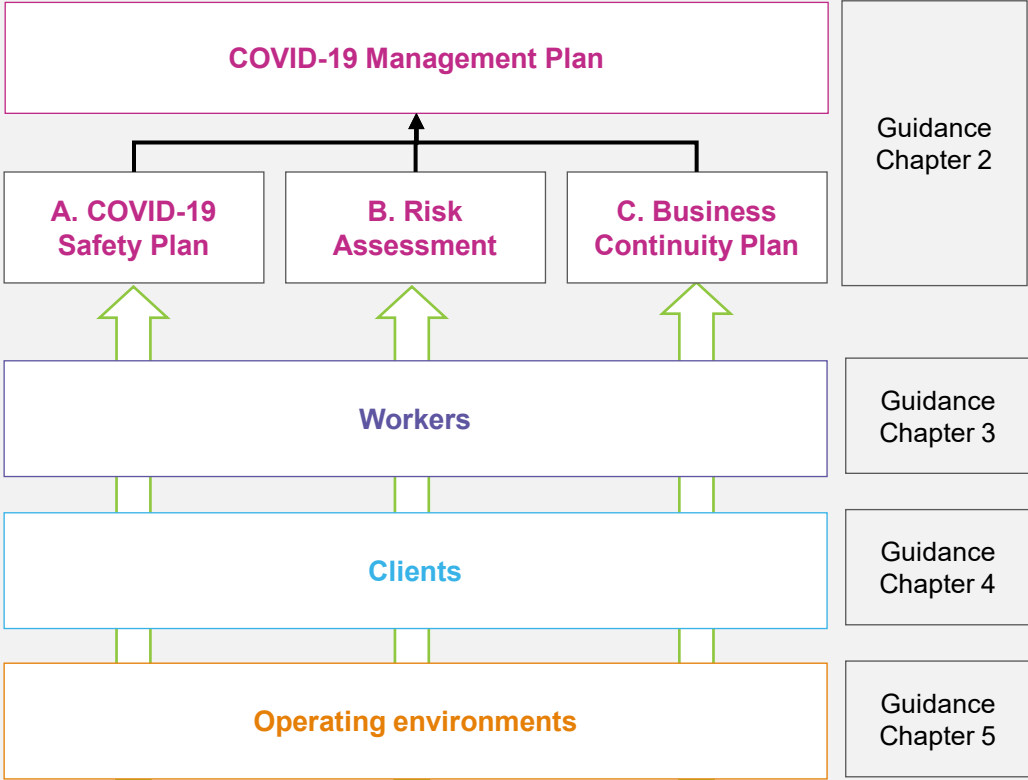 COVID-19 Management Plan
Guidance
Chapter 2
A. COVID-19
Safety Plan
B. Risk
Assessment
C. Business
Continuity Plan
Workers
Guidance
Chapter 3
Clients
Guidance
Chapter 4
Operating environments
Guidance
Chapter 5